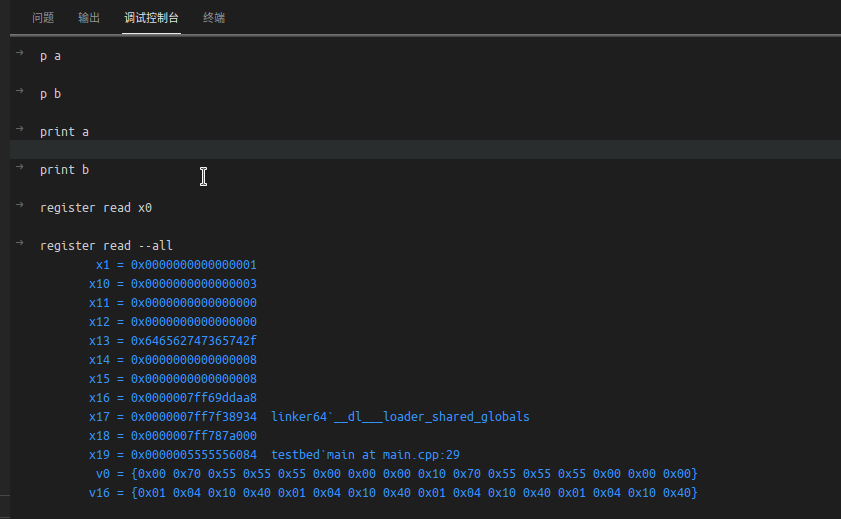 问题 输出 调试控制台 终端
→ p a
→ p b
→ print a
→ print b
→ register read x0
→ register read --all
x1 = 0x0000000000000001
x10 = 0x0000000000000003
x11 = 0x0000000000000000
x12 = 0x0000000000000000
x13 = 0x646562747365742f
x14 = 0x0000000000000008
x15 = 0x0000000000000008
x16 = 0x0000007ff69ddaa8
x17 = 0x0000007ff7f38934  linker64`__dl___loader_shared_globals
x18 = 0x0000007ff787a000
x19 = 0x0000005555556084  testbed`main at main.cpp:29
v0 = {0x00 0x70 0x55 0x55 0x55 0x00 0x00 0x00 0x10 0x70 0x55 0x55 0x55 0x00 0x00 0x00}
v16 = {0x01 0x04 0x10 0x40 0x01 0x04 0x10 0x40 0x01 0x04 0x10 0x40 0x01 0x04 0x10 0x40}